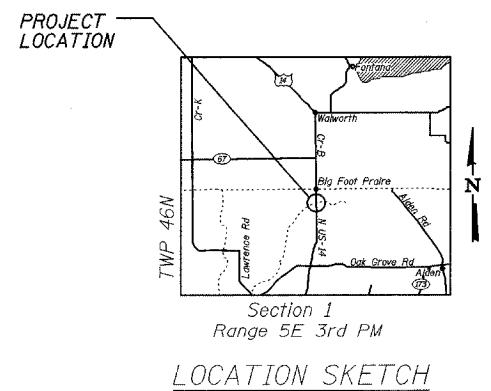 PROJECT
LOCATION
Fontana
14
Cr-K
Walworth
Cr-B
67
Big Foot Praire
Alden Rd
TWP 46N
Lawrence Rd
N US-14
Oak Grove Rd
Alden
173
N
Section 1
Range 5E 3rd PM
LOCATION SKETCH